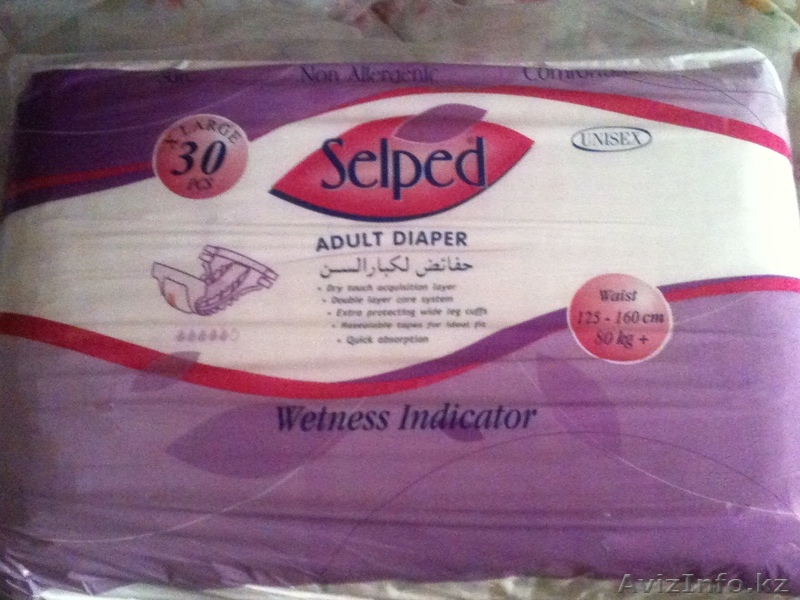 Safe Non Allergenic Comfortable
X LARGE
30
PCS
Selped®
UNISEX
ADULT DIAPER
حفائض لكبار السن
• Dry touch acquisition layer
• Double layer core system
• Extra protecting wide leg cuffs
• Resealable tapes for ideal fit
• Quick absorption
Waist
125 - 160 cm
80 kg +
Wetness Indicator
AvizInfo.kz